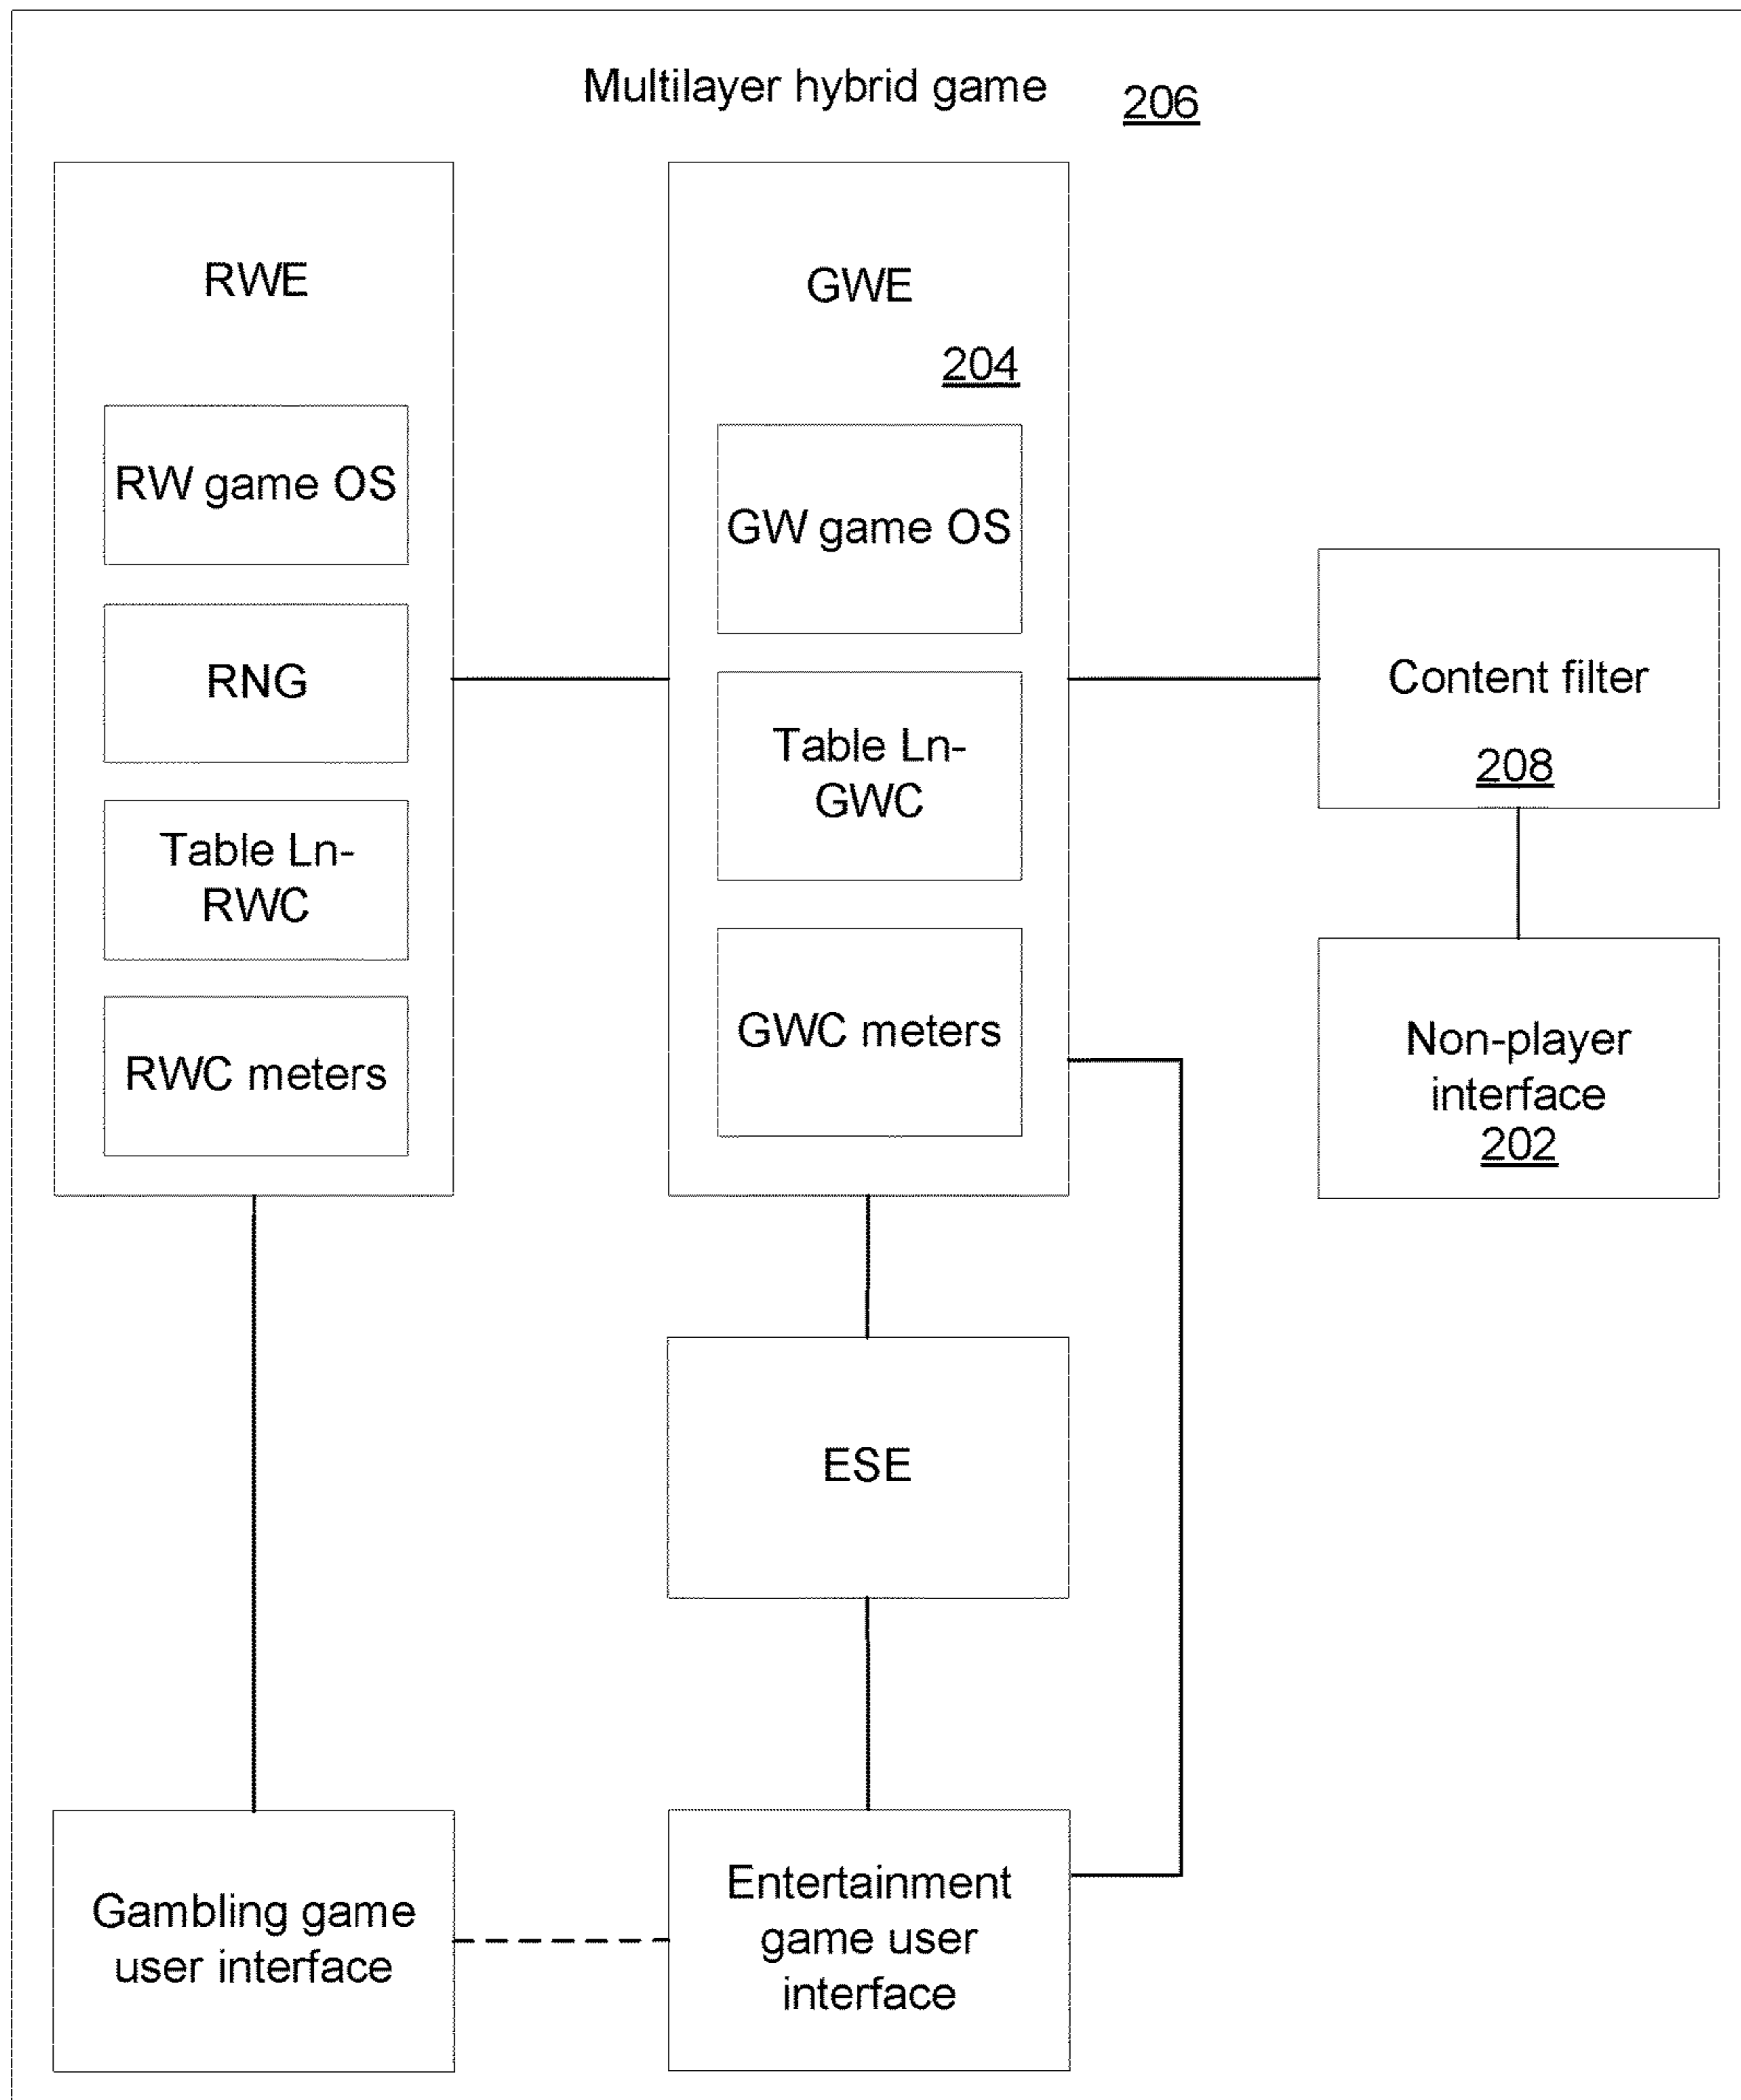 Multilayer hybrid game 206
RWE
RW game OS
RNG
Table Ln-
RWC
RWC meters
GWE
204
GW game OS
Table Ln-
GWC
GWC meters
Content filter
208
Non-player
interface
202
ESE
Gambling game
user interface
Entertainment
game user
interface